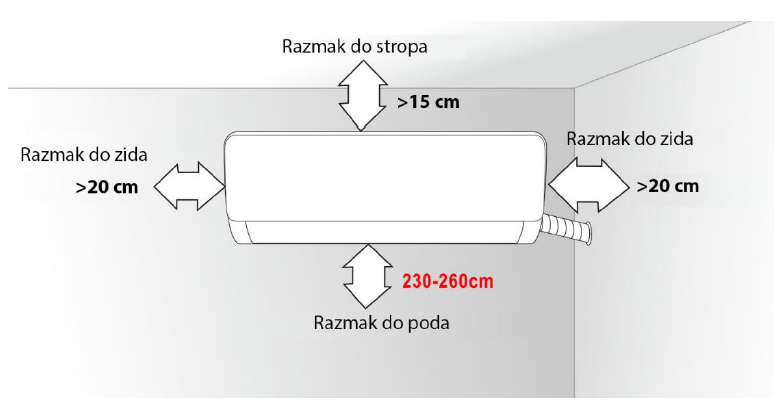 Razmak do stropa
>15 cm
Razmak do zida
>20 cm
Razmak do zida
>20 cm
230-260cm
Razmak do poda